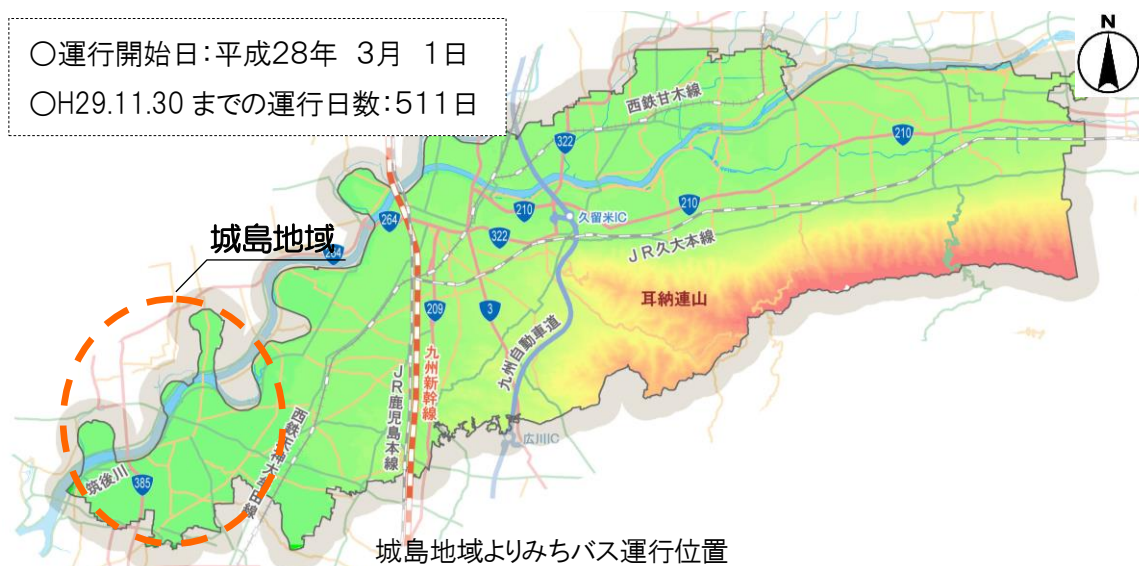 ○運行開始日:平成28年 3月 1日
○H29.11.30 までの運行日数:511日
N
西鉄甘木線
210
322
264
210
210
久留米IC
322
城島地域
JR久大本線
耳納連山
209
3
九州自動車道
九州新幹線
JR鹿児島本線
西鉄天神大牟田線
広川IC
筑後川
385
城島地域よりみちバス運行位置